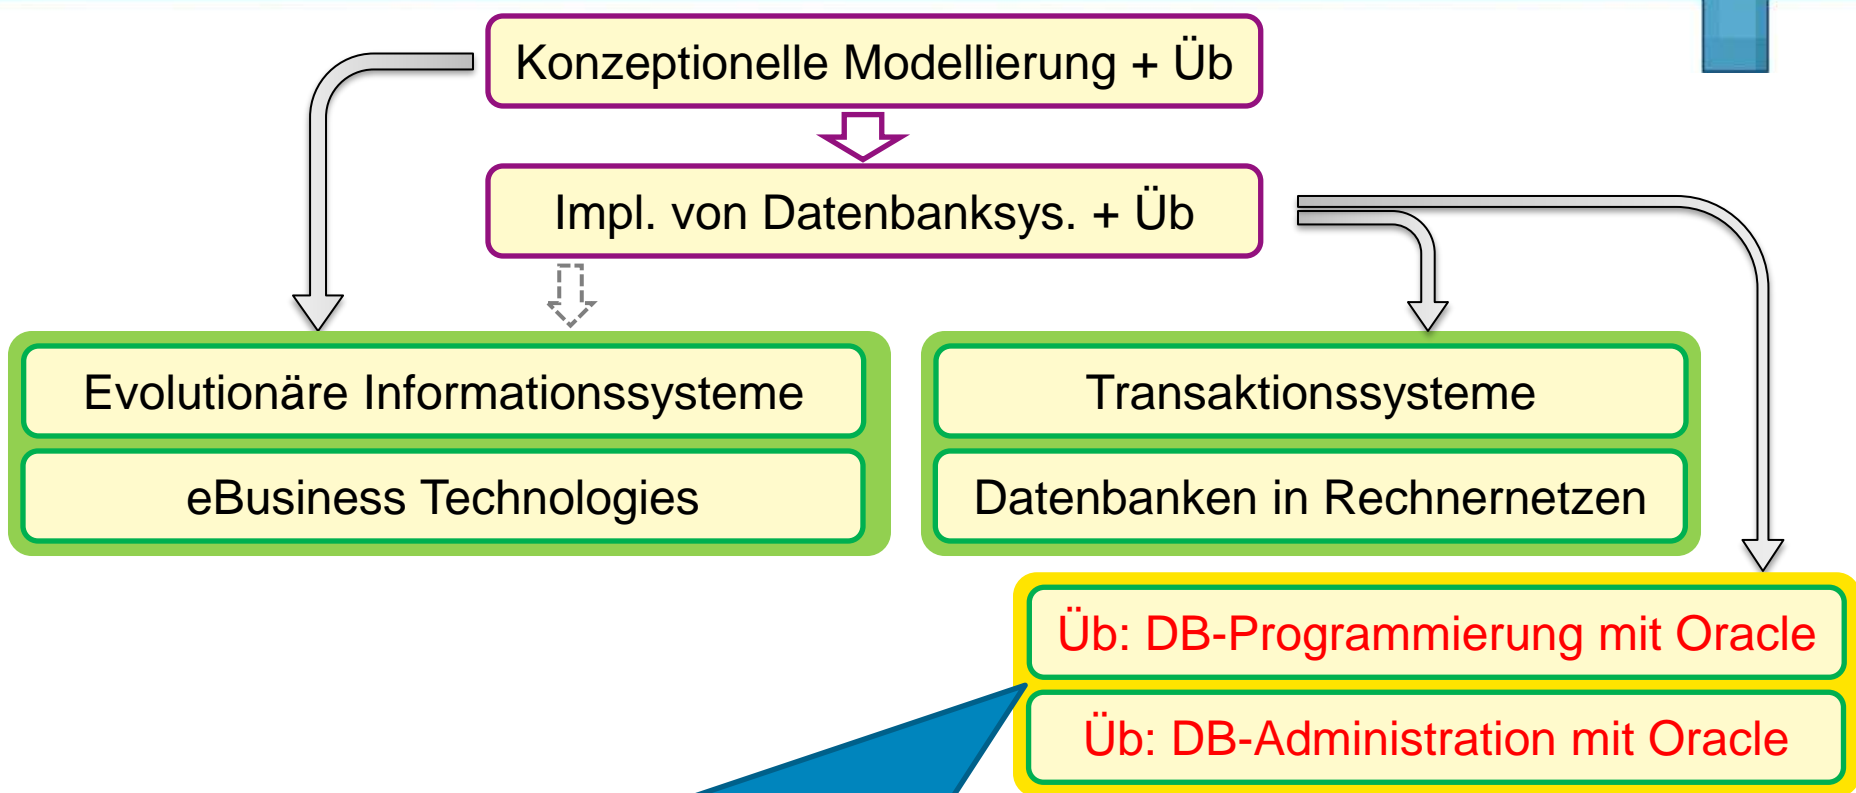 Konzeptionelle Modellierung + Üb
Impl. von Datenbanksys. + Üb
Evolutionäre Informationssysteme
eBusiness Technologies
Transaktionssysteme
Datenbanken in Rechnernetzen
Üb: DB-Programmierung mit Oracle
Üb: DB-Administration mit Oracle